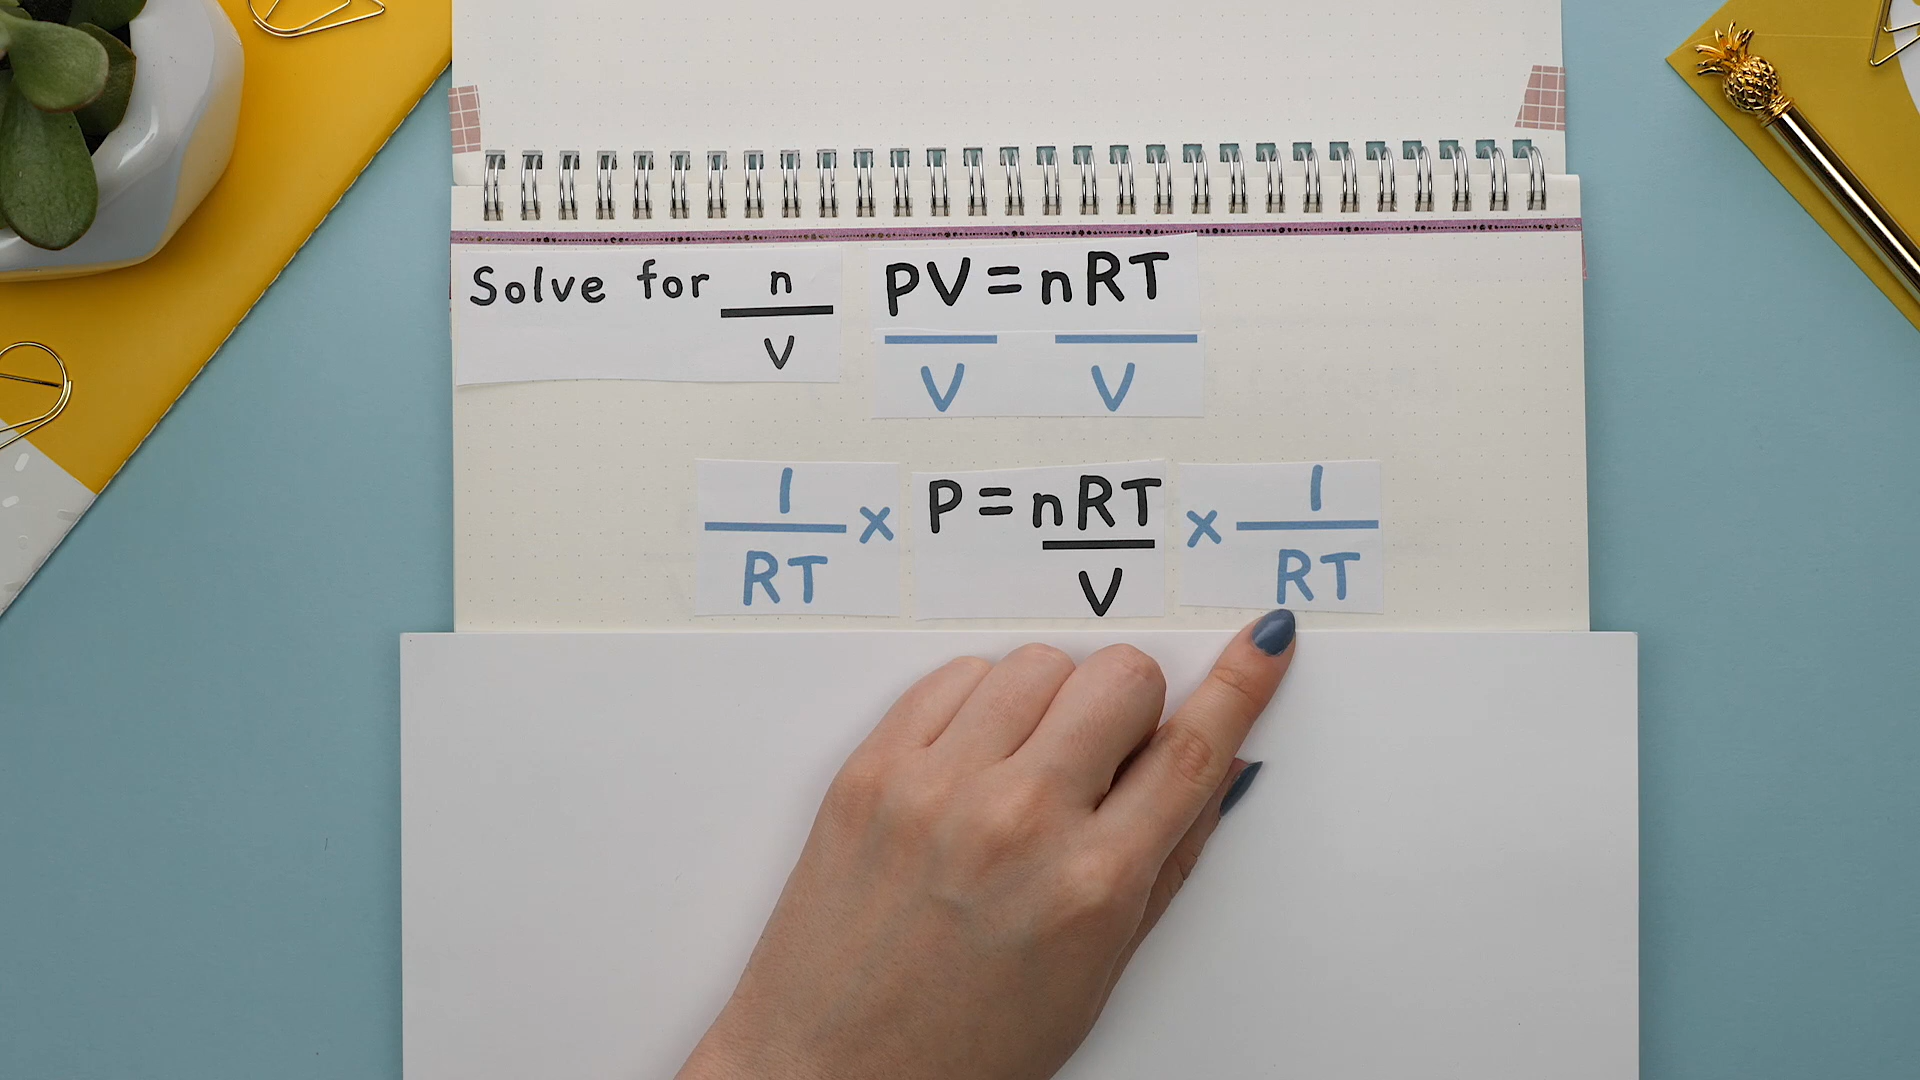 Solve for n/V
PV=nRT
V V
1/RT x P=nRT/V x 1/RT